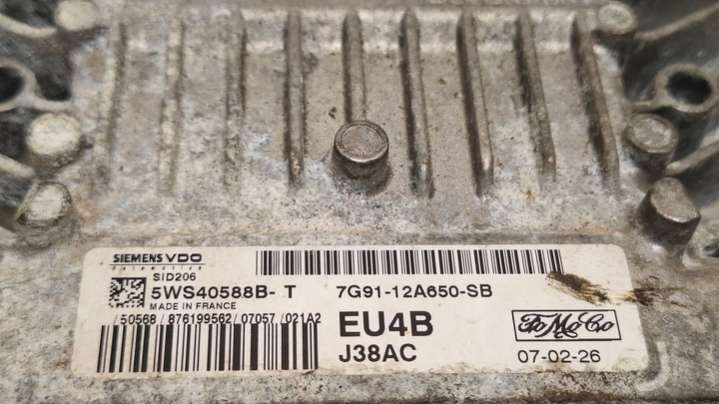 SIEMENS VDO
Automotive
SID206
5WS40588B- T
7G91-12A650-SB
MADE IN FRANCE
/50568/876199562/07057/021A2
EU4B
FoMoCo
J38AC
07-02-26